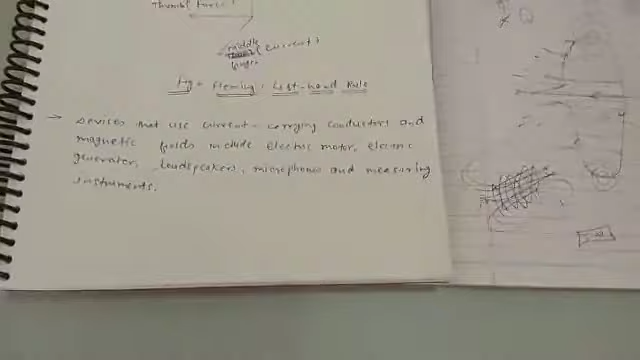 Thumb (Force)
middle
finger (current)
Fig - Fleming's Left-hand Rule
→ Devices that use current-carrying conductors and
magnetic fields include electric motor, electric
generator, loudspeakers, microphones and measuring
instruments.